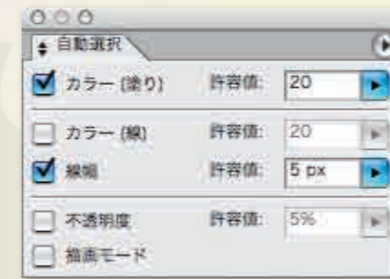 自動選択
カラー (塗り) 許容値: 20
カラー (線) 許容値: 20
線幅 許容値: 5 px
不透明度 許容値: 5%
描画モード